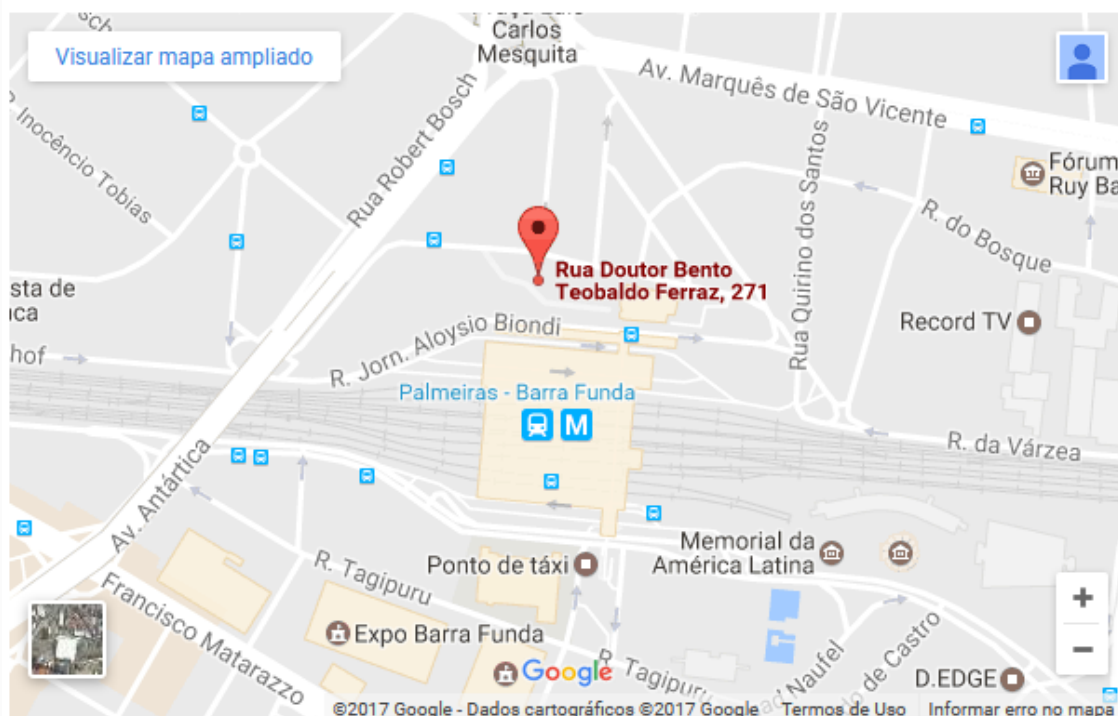 Carlos
Mesquita
Visualizar mapa ampliado
Av. Marquês de São Vicente
Rua Robert Bosch
Inocêncio Tobias
Rua Quirino dos Santos
Fórum
Ruy Ba
R. do Bosque
Rua Doutor Bento
Teobaldo Ferraz, 271
sta de
ca
Record TV
R. Jorn. Aloysio Biondi
hof
Palmeiras - Barra Funda
M
R. da Várzea
Av. Antártica
Memorial da
América Latina
Ponto de táxi
R. Tagipuru
Francisco Matarazzo
+
Expo Barra Funda
−
Google
R. Tagipuru
Naufel
do de Castro
D.EDGE
©2017 Google - Dados cartográficos ©2017 Google Termos de Uso Informar erro no mapa